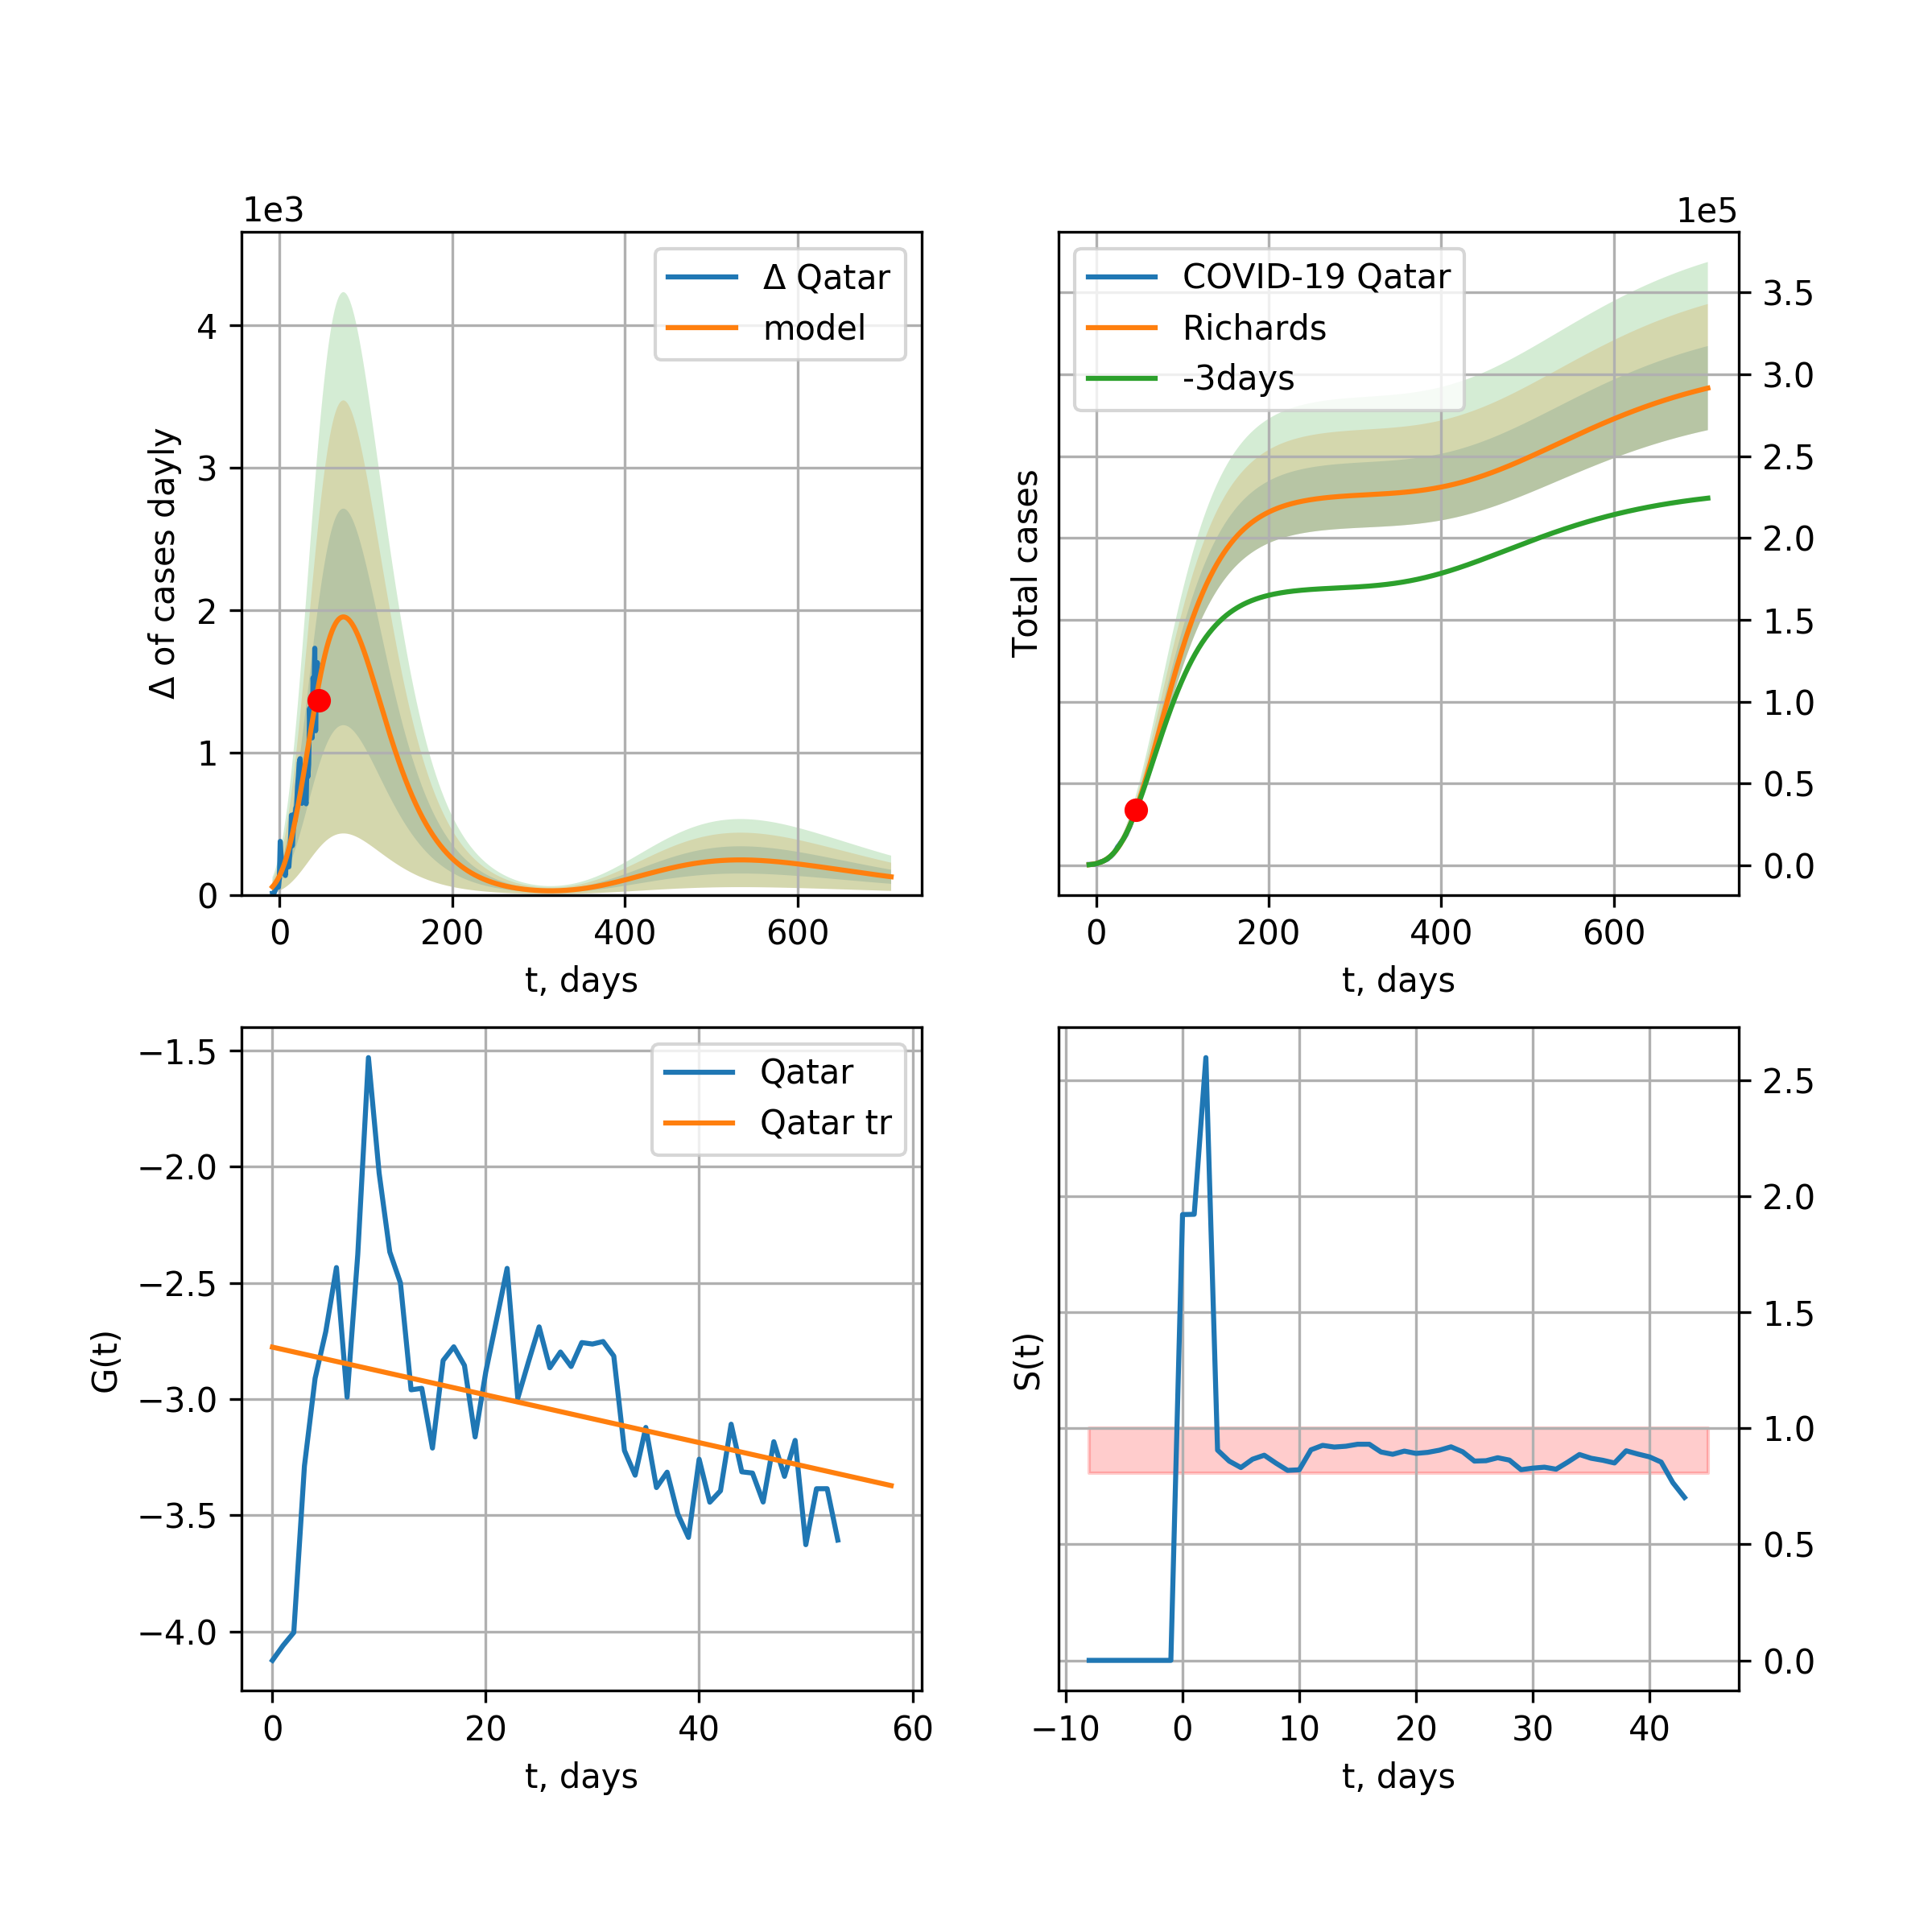 1e3
Δ Qatar
model
4
3
2
1
0
Δ of cases dayly
0 200 400 600
t, days
1e5
COVID-19 Qatar
Richards
-3days
3.5
3.0
2.5
2.0
1.5
1.0
0.5
0.0
Total cases
0 200 400 600
t, days
Qatar
Qatar tr
−1.5
−2.0
−2.5
−3.0
−3.5
−4.0
G(t)
0 20 40 60
t, days
2.5
2.0
1.5
1.0
0.5
0.0
S(t)
−10 0 10 20 30 40
t, days